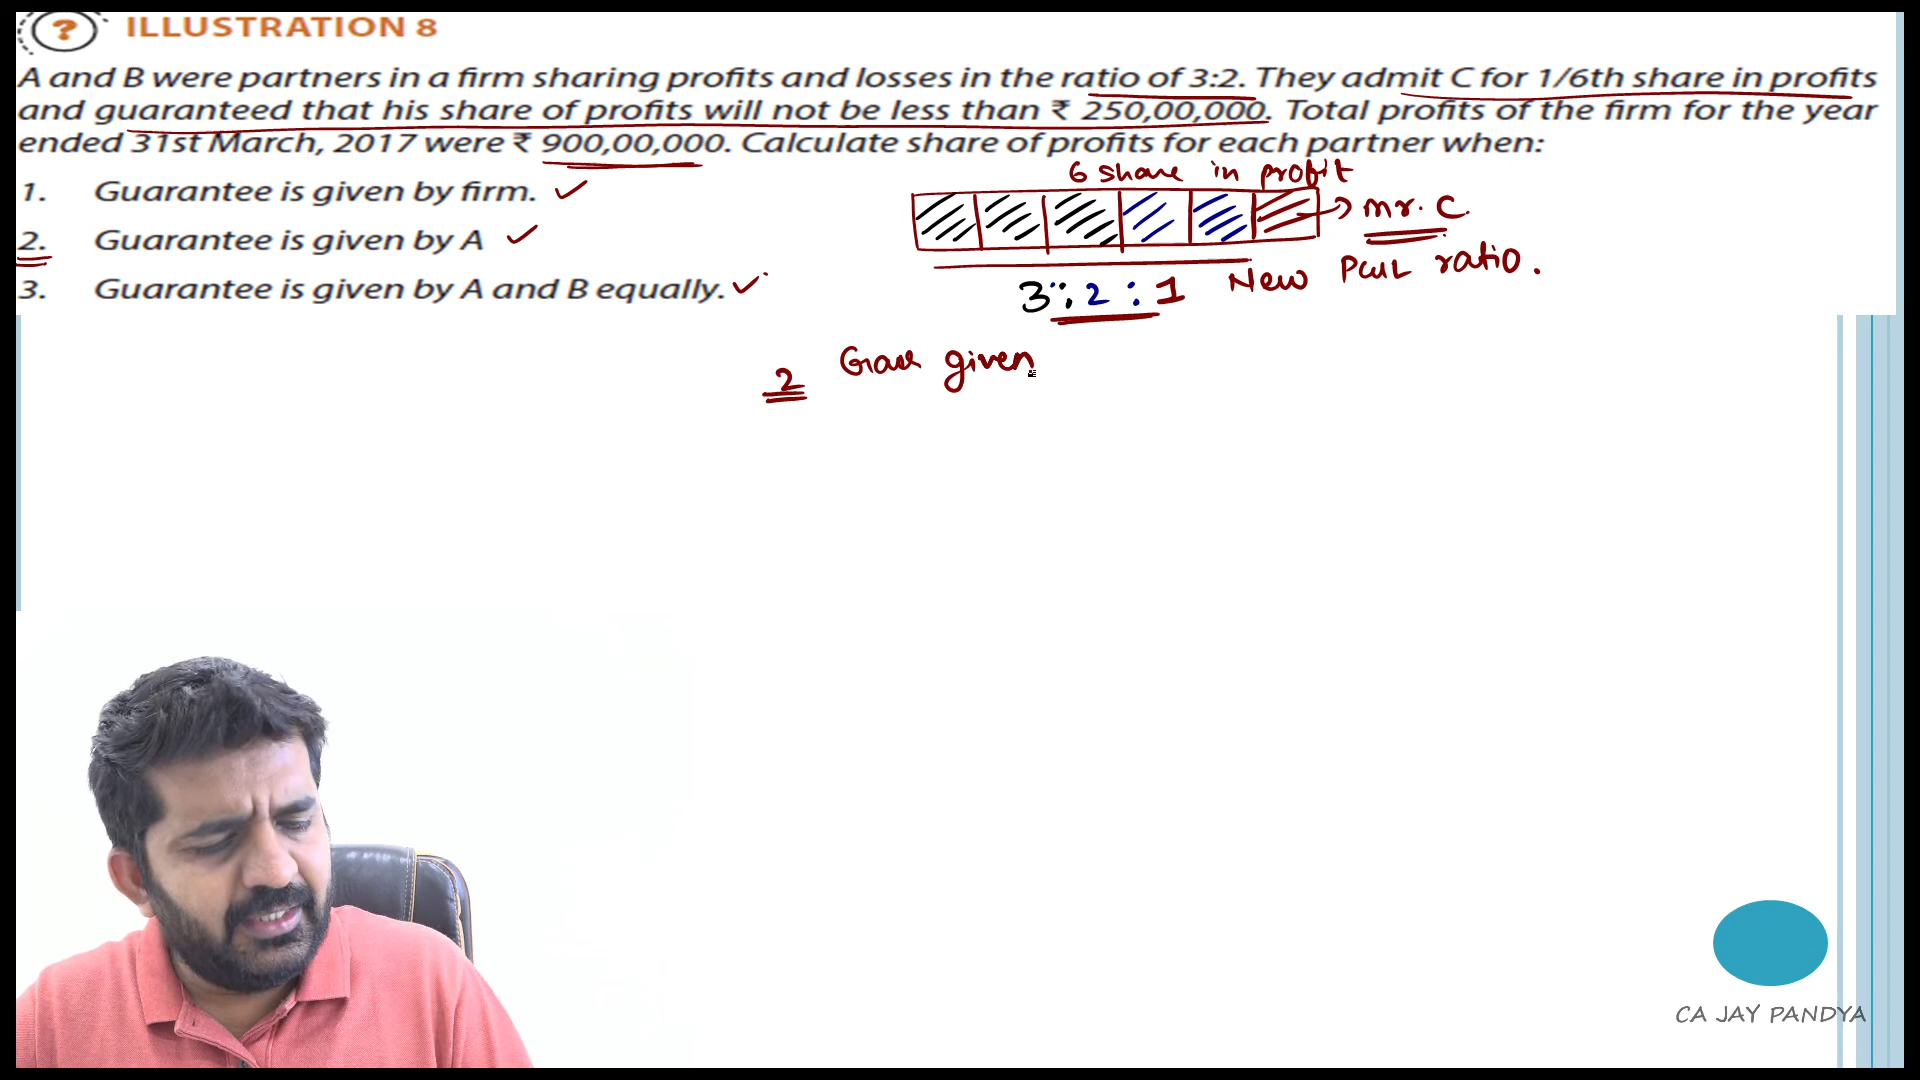 ?
ILLUSTRATION 8
A and B were partners in a firm sharing profits and losses in the ratio of 3:2. They admit C for 1/6th share in profits
and guaranteed that his share of profits will not be less than ₹ 250,00,000. Total profits of the firm for the year
ended 31st March, 2017 were ₹ 900,00,000. Calculate share of profits for each partner when:
1. Guarantee is given by firm.
2. Guarantee is given by A
3. Guarantee is given by A and B equally.
6 share in profit
mr. C.
3 : 2 : 1 New P&L ratio.
2 given
CA JAY PANDYA